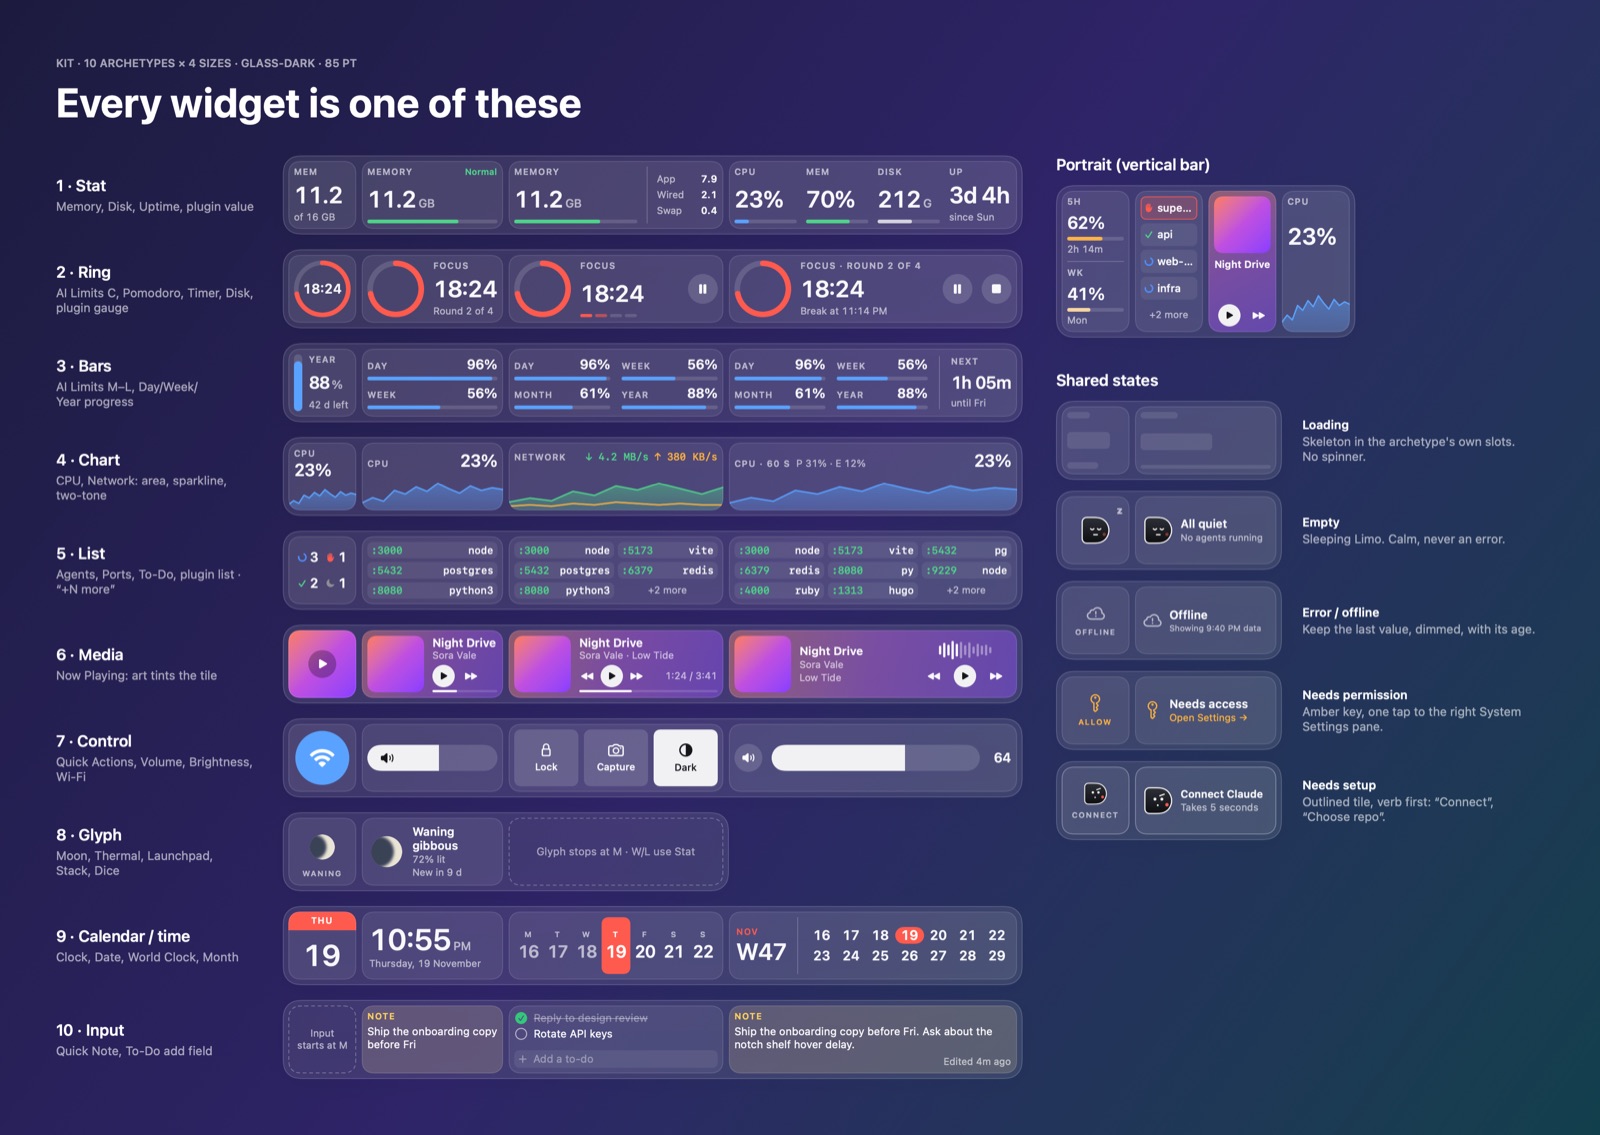 KIT · 10 ARCHETYPES × 4 SIZES · GLASS-DARK · 85 PT
Every widget is one of these
1 · Stat
Memory, Disk, Uptime, plugin value
MEM
11.2
of 16 GB
MEMORY Normal
11.2 GB
MEMORY
11.2 GB
App 7.9
Wired 2.1
Swap 0.4
CPU MEM DISK UP
23% 70% 212 G 3d 4h
since Sun
2 · Ring
AI Limits C, Pomodoro, Timer, Disk,
plugin gauge
18:24
FOCUS
18:24
Round 2 of 4
FOCUS
18:24
FOCUS · ROUND 2 OF 4
18:24
Break at 11:14 PM
3 · Bars
AI Limits M–L, Day/Week/
Year progress
YEAR
88 %
42 d left
DAY 96%
WEEK 56%
DAY 96% WEEK 56%
MONTH 61% YEAR 88%
DAY 96% WEEK 56%
MONTH 61% YEAR 88%
NEXT
1h 05m
until Fri
4 · Chart
CPU, Network: area, sparkline,
two-tone
CPU
23%
CPU 23%
NETWORK ↓ 4.2 MB/s ↑ 380 KB/s
CPU · 60 S P 31% · E 12% 23%
5 · List
Agents, Ports, To-Do, plugin list ·
“+N more”
3 1
2 1
:3000 node
:5432 postgres
:8080 python3
:3000 node :5173 vite
:5432 postgres :6379 redis
:8080 python3 +2 more
:3000 node :5173 vite :5432 pg
:6379 redis :8080 py :9229 node
:4000 ruby :1313 hugo +2 more
6 · Media
Now Playing: art tints the tile
Night Drive
Sora Vale
Night Drive
Sora Vale · Low Tide
1:24 / 3:41
Night Drive
Sora Vale
Low Tide
7 · Control
Quick Actions, Volume, Brightness,
Wi-Fi
Lock Capture Dark
64
8 · Glyph
Moon, Thermal, Launchpad,
Stack, Dice
WANING
Waning
gibbous
72% lit
New in 9 d
Glyph stops at M · W/L use Stat
9 · Calendar / time
Clock, Date, World Clock, Month
THU
19
10:55 PM
Thursday, 19 November
M T W T F S S
16 17 18 19 20 21 22
NOV
W47
16 17 18 19 20 21 22
23 24 25 26 27 28 29
10 · Input
Quick Note, To-Do add field
Input
starts at M
NOTE
Ship the onboarding copy
before Fri
Reply to design review
Rotate API keys
+ Add a to-do
NOTE
Ship the onboarding copy before Fri. Ask about the
notch shelf hover delay.
Edited 4m ago
Portrait (vertical bar)
5H
62%
2h 14m
WK
41%
Mon
supe...
api
web-...
infra
+2 more
Night Drive
CPU
23%
Shared states
Loading
Skeleton in the archetype's own slots.
No spinner.
z
All quiet
No agents running
Empty
Sleeping Limo. Calm, never an error.
OFFLINE
Offline
Showing 9:40 PM data
Error / offline
Keep the last value, dimmed, with its age.
ALLOW
Needs access
Open Settings →
Needs permission
Amber key, one tap to the right System
Settings pane.
CONNECT
Connect Claude
Takes 5 seconds
Needs setup
Outlined tile, verb first: “Connect”,
“Choose repo”.